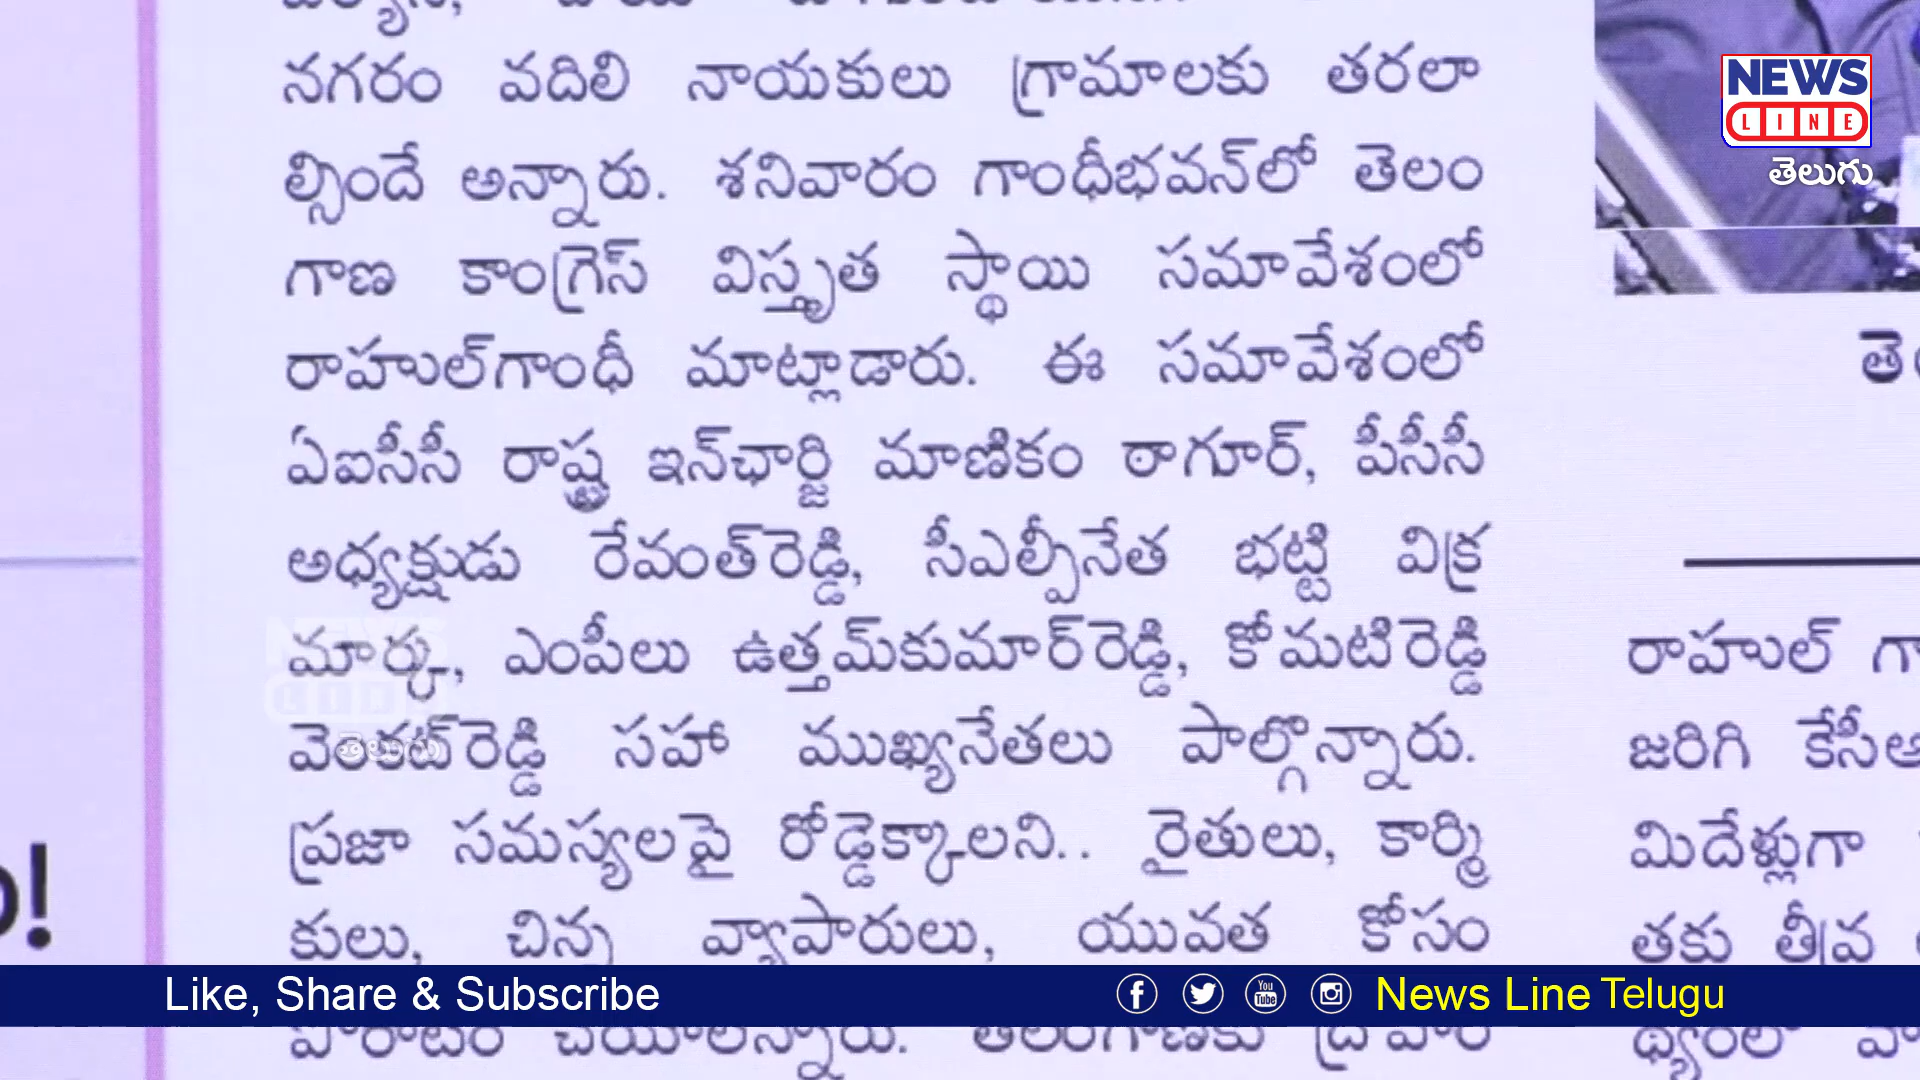 నగరం వదిలి నాయకులు గ్రామాలకు తరలా
ల్సిందే అన్నారు. శనివారం గాంధీభవన్‌లో తెలం
గాణ కాంగ్రెస్ విస్తృత స్థాయి సమావేశంలో
రాహుల్‌గాంధీ మాట్లాడారు. ఈ సమావేశంలో
ఏఐసీసీ రాష్ట్ర ఇన్‌ఛార్జి మాణికం ఠాగూర్, పీసీసీ
అధ్యక్షుడు రేవంత్‌రెడ్డి, సీఎల్పీనేత భట్టి విక్ర
మార్క, ఎంపీలు ఉత్తమ్‌కుమార్‌రెడ్డి, కోమటిరెడ్డి
వెంకట్‌రెడ్డి సహా ముఖ్యనేతలు పాల్గొన్నారు.
ప్రజా సమస్యలపై రోడ్డెక్కాలని.. రైతులు, కార్మి
కులు, చిన్న వ్యాపారులు, యువత కోసం
పోరాటం చేయాలన్నారు. తెలంగాణకు
రాహుల్
జరిగి
మిదేళ్లుగా
తకు తీవ్ర
NEWS
LINE
తెలుగు
Like, Share & Subscribe
News Line Telugu